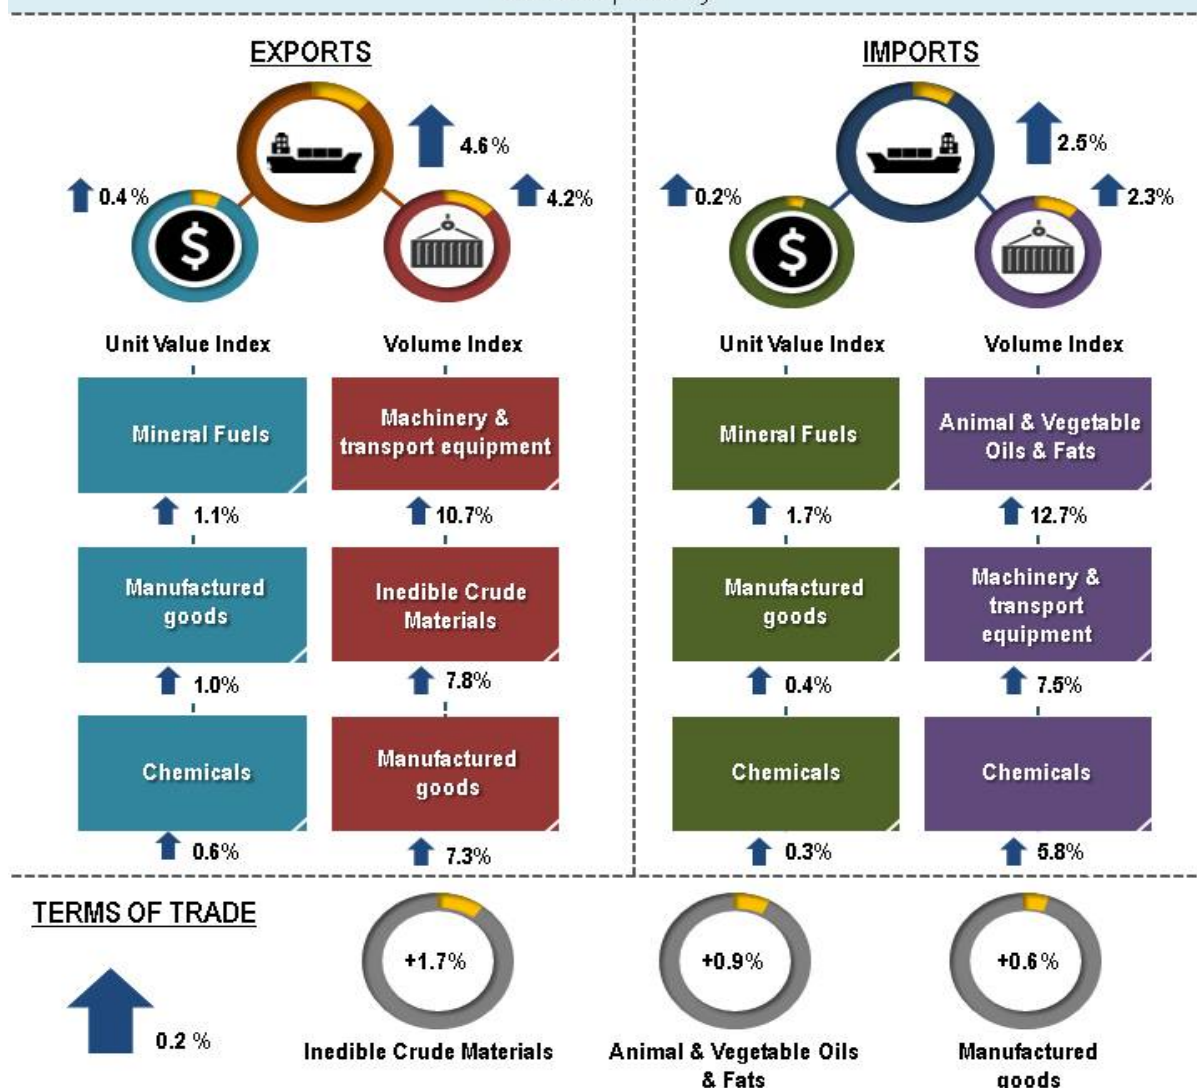 EXPORTS
4.6%
0.4%
4.2%
$
Unit Value Index
Volume Index
Mineral Fuels
1.1%
Machinery &
transport equipment
10.7%
Manufactured
goods
1.0%
Inedible Crude
Materials
7.8%
Chemicals
0.6%
Manufactured
goods
7.3%
IMPORTS
2.5%
0.2%
2.3%
$
Unit Value Index
Volume Index
Mineral Fuels
1.7%
Animal & Vegetable
Oils & Fats
12.7%
Manufactured
goods
0.4%
Machinery &
transport
equipment
7.5%
Chemicals
0.3%
Chemicals
5.8%
TERMS OF TRADE
0.2 %
+1.7%
Inedible Crude Materials
+0.9%
Animal & Vegetable Oils
& Fats
+0.6%
Manufactured
goods